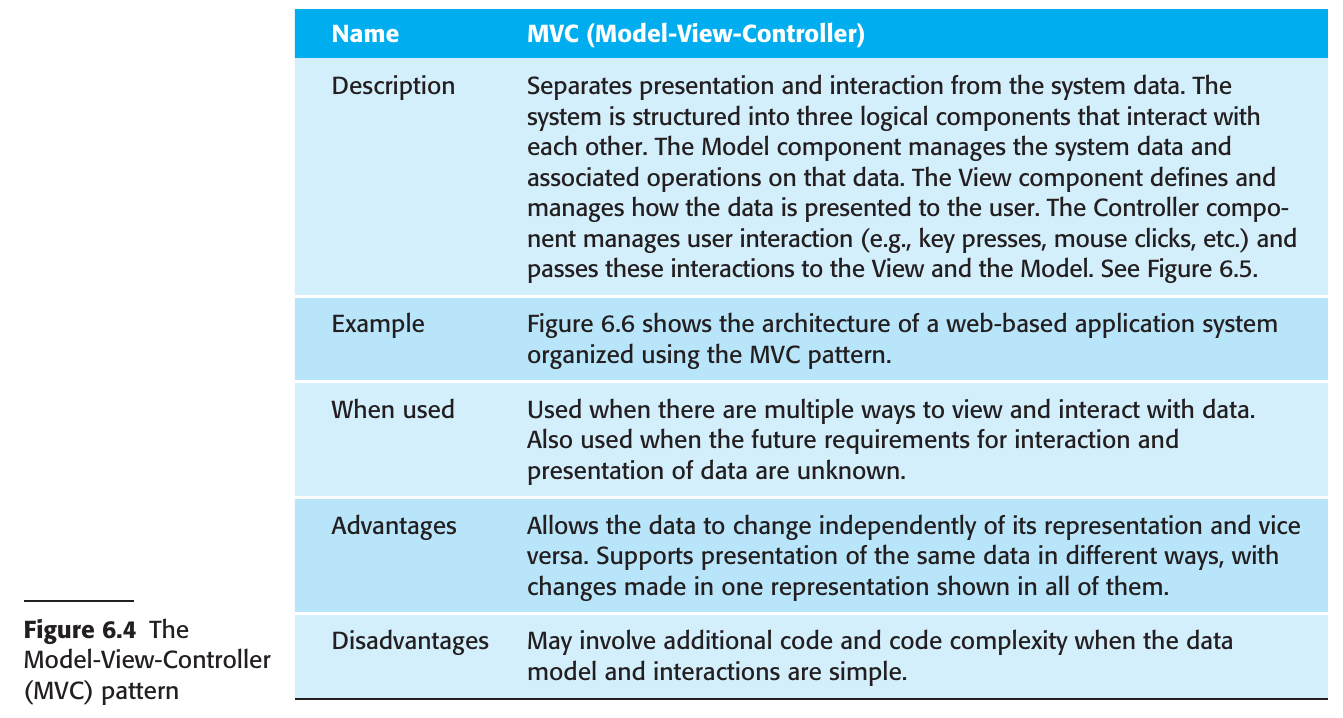 Name MVC (Model-View-Controller)
Description Separates presentation and interaction from the system data. The
system is structured into three logical components that interact with
each other. The Model component manages the system data and
associated operations on that data. The View component defines and
manages how the data is presented to the user. The Controller compo-
nent manages user interaction (e.g., key presses, mouse clicks, etc.) and
passes these interactions to the View and the Model. See Figure 6.5.
Example Figure 6.6 shows the architecture of a web-based application system
organized using the MVC pattern.
When used Used when there are multiple ways to view and interact with data.
Also used when the future requirements for interaction and
presentation of data are unknown.
Advantages Allows the data to change independently of its representation and vice
versa. Supports presentation of the same data in different ways, with
changes made in one representation shown in all of them.
Disadvantages May involve additional code and code complexity when the data
model and interactions are simple.
Figure 6.4 The
Model-View-Controller
(MVC) pattern